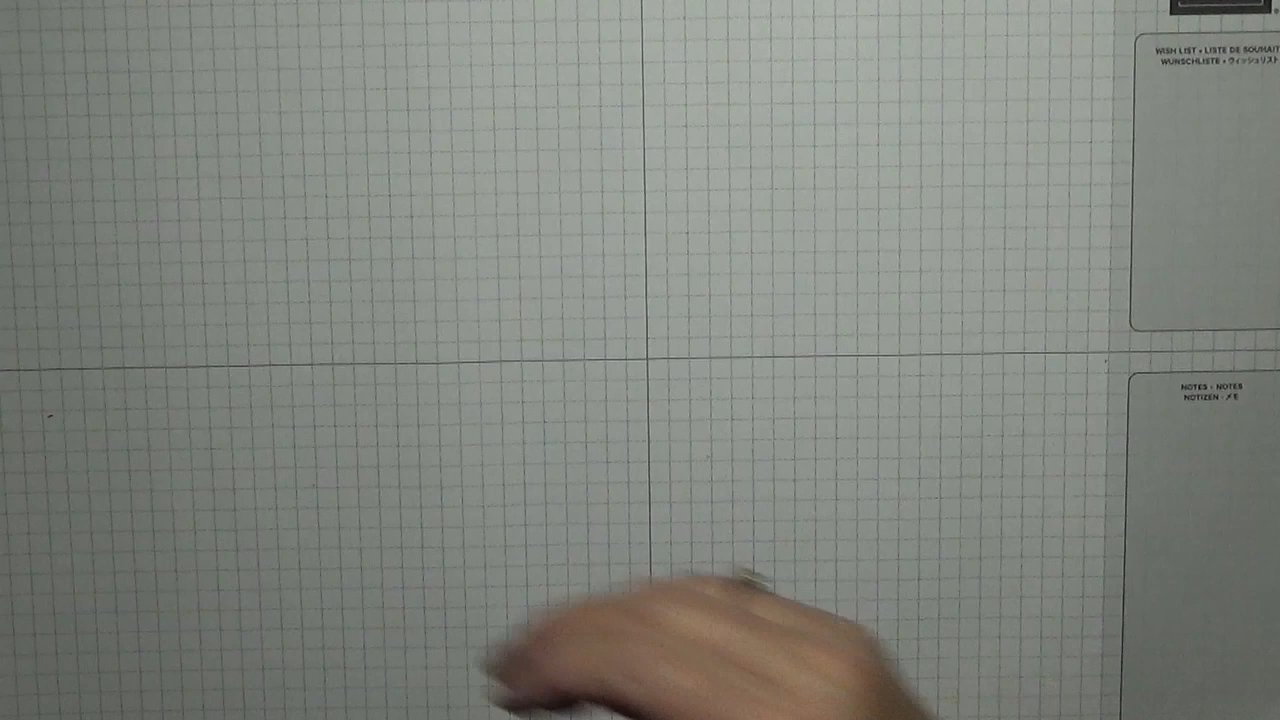 WISH LIST • LISTE DE SOUHAIT
WUNSCHLISTE • ウィッシュリスト
NOTES • NOTES
NOTIZEN • メモ